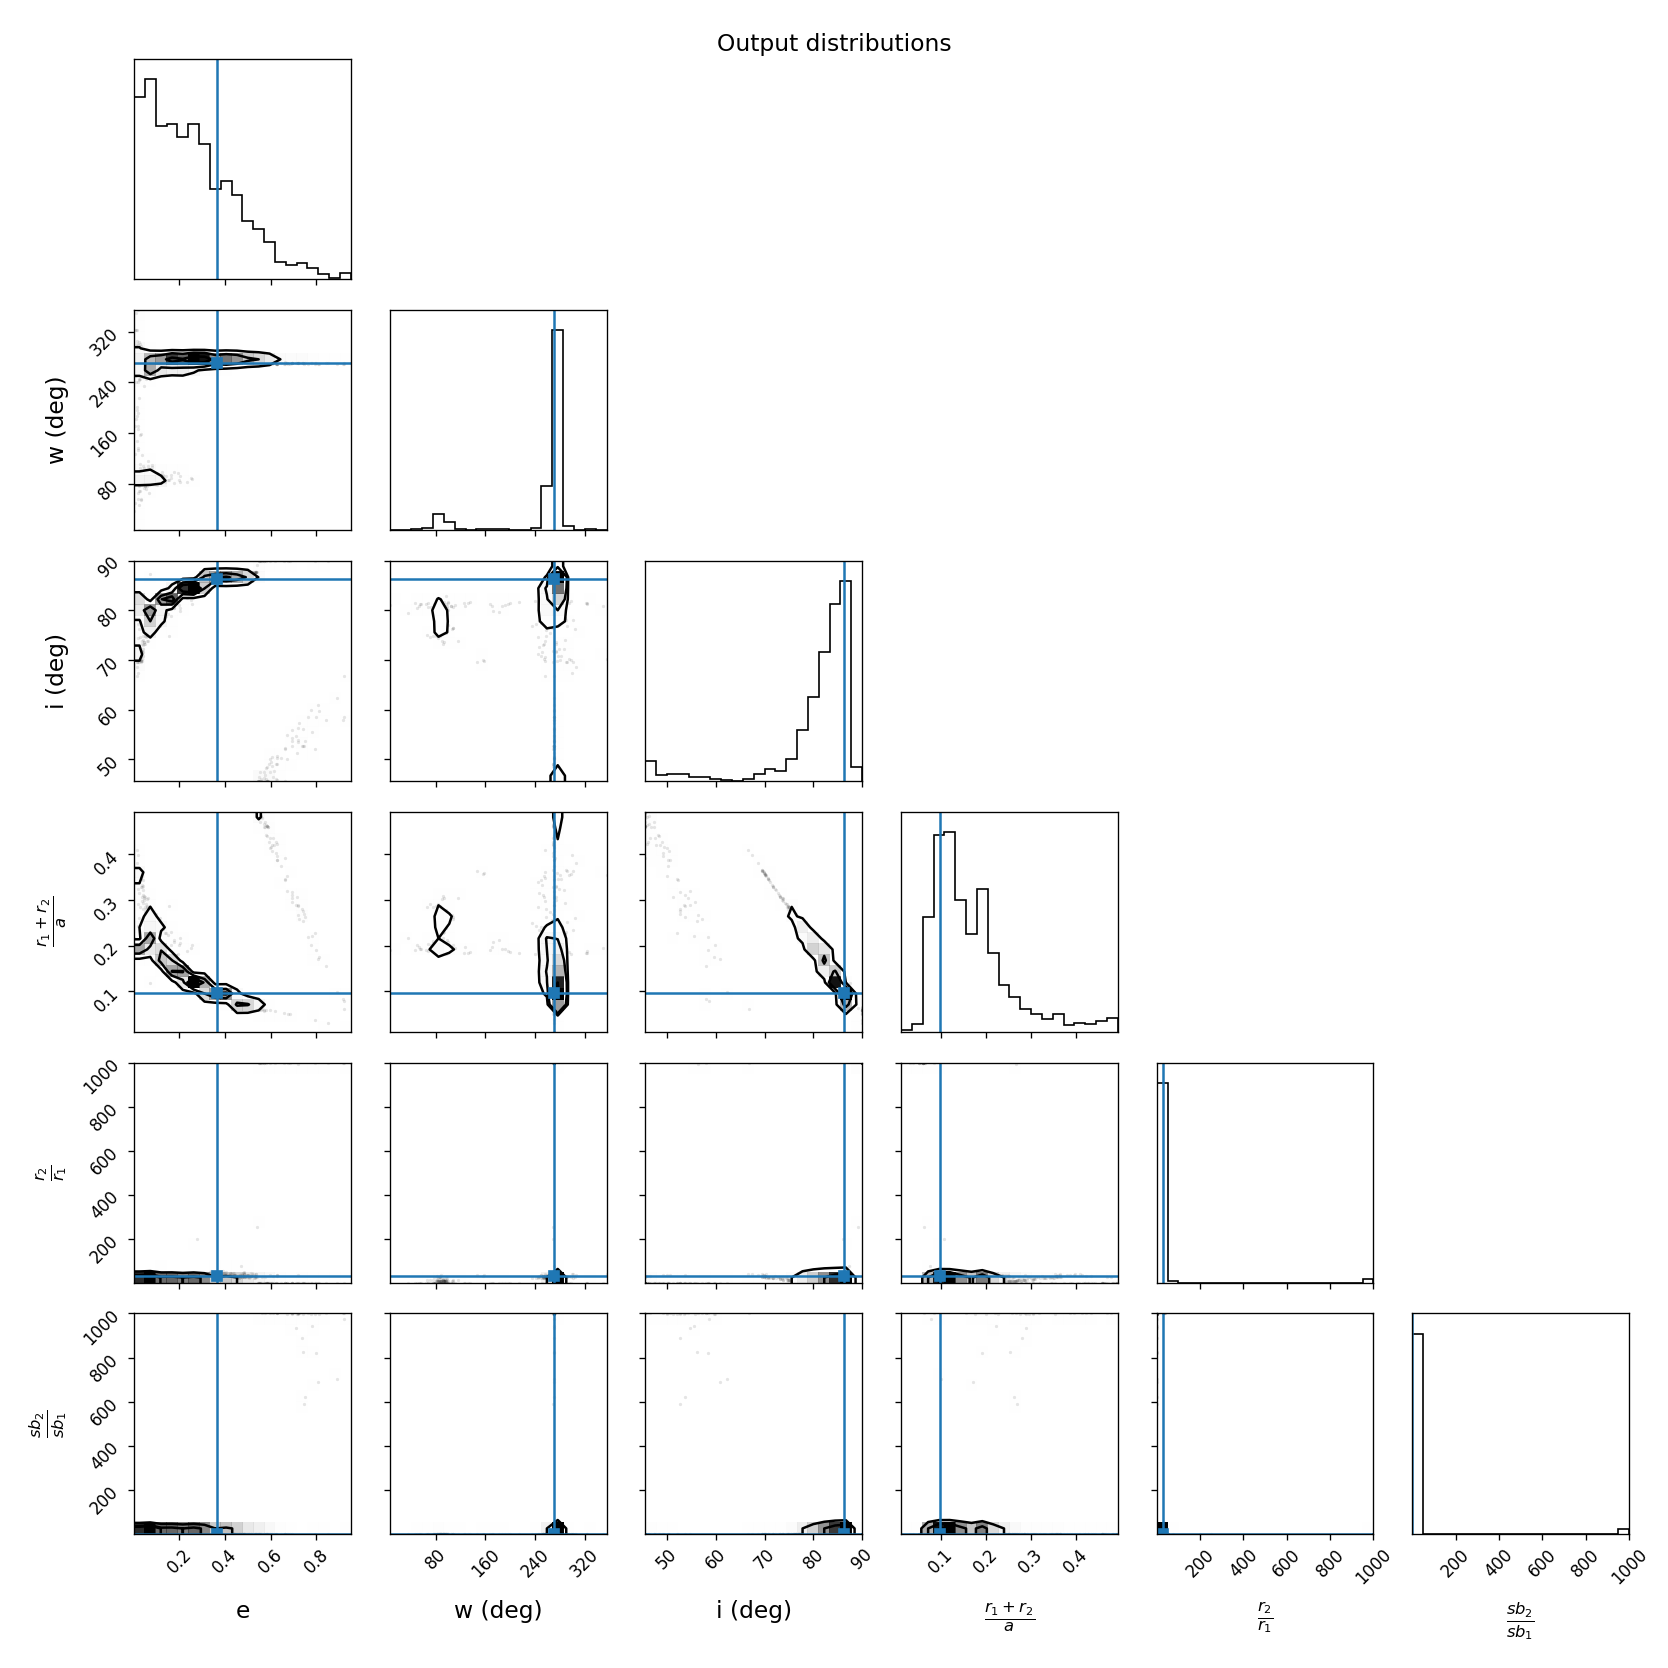 Output distributions
w (deg)
320
240
160
80
i (deg)
90
80
70
60
50
r₁ + r₂
a
0.4
0.3
0.2
0.1
r₂
r₁
1000
800
600
400
200
sb₂
sb₁
1000
800
600
400
200
0.2 0.4 0.6 0.8 80 160 240 320 50 60 70 80 90 0.1 0.2 0.3 0.4 200 400 600 800 1000 200 400 600 800 1000
e w (deg) i (deg) r₁ + r₂ r₂ sb₂
a r₁ sb₁